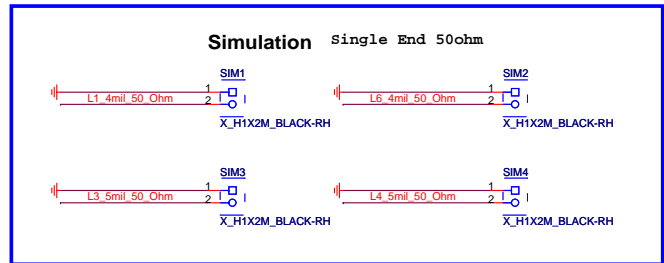 Simulation Single End 50ohm
SIM1
1
L1_4mil_50_Ohm 2
X_H1X2M_BLACK-RH
SIM2
1
L6_4mil_50_Ohm 2
X_H1X2M_BLACK-RH
SIM3
1
L3_5mil_50_Ohm 2
X_H1X2M_BLACK-RH
SIM4
1
L4_5mil_50_Ohm 2
X_H1X2M_BLACK-RH